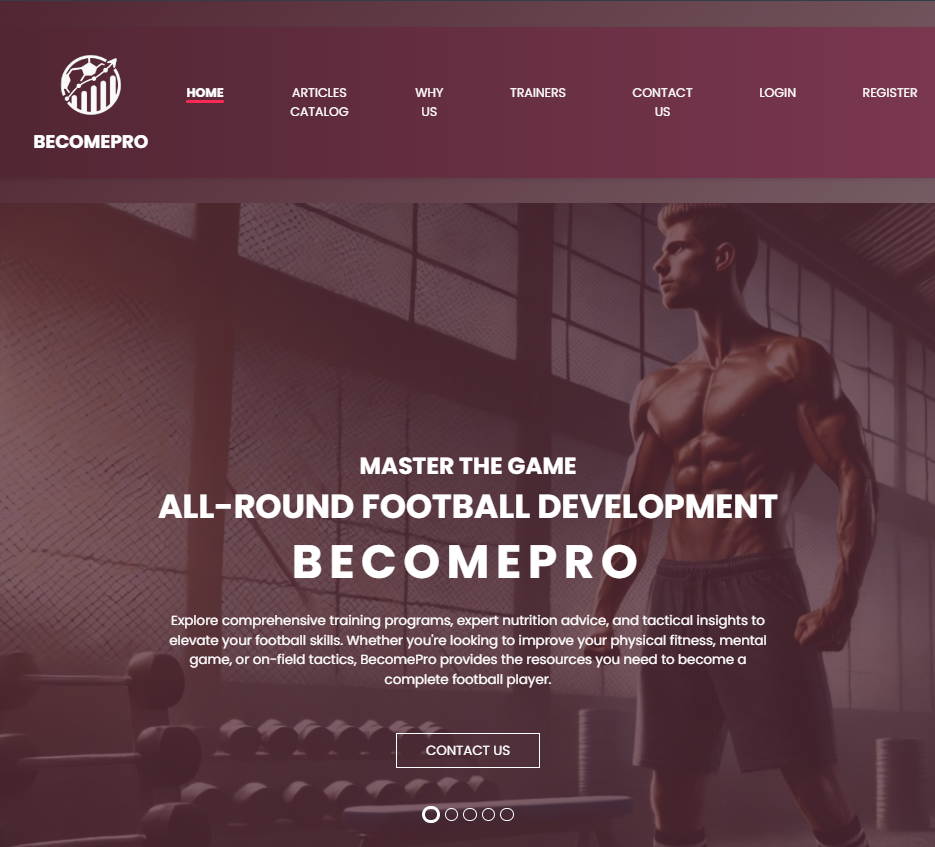 BECOMEPRO
HOME
ARTICLES
CATALOG
WHY
US
TRAINERS
CONTACT
US
LOGIN
REGISTER
MASTER THE GAME
ALL-ROUND FOOTBALL DEVELOPMENT
BECOMEPRO
Explore comprehensive training programs, expert nutrition advice, and tactical insights to
elevate your football skills. Whether you're looking to improve your physical fitness, mental
game, or on-field tactics, BecomePro provides the resources you need to become a
complete football player.
CONTACT US